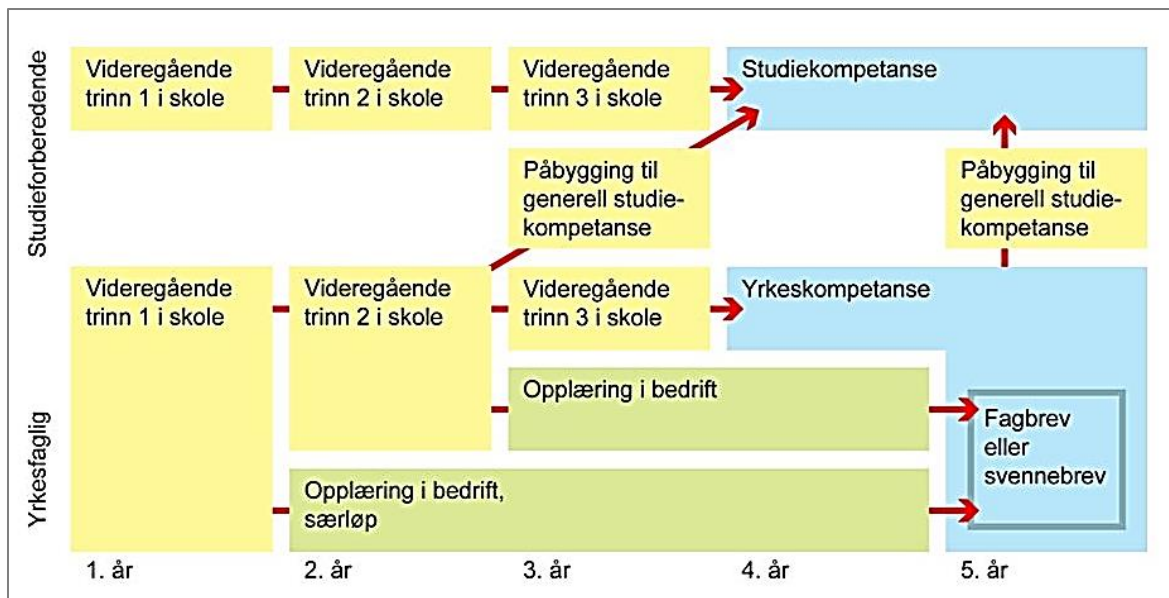 Studieforberedende
Videregående
trinn 1 i skole
Videregående
trinn 2 i skole
Videregående
trinn 3 i skole
Studiekompetanse
Påbygging til
generell studie-
kompetanse
Påbygging til
generell studie-
kompetanse
Yrkesfaglig
Videregående
trinn 1 i skole
Videregående
trinn 2 i skole
Videregående
trinn 3 i skole
Yrkeskompetanse
Opplæring i bedrift
Fagbrev
eller
svennebrev
Opplæring i bedrift,
særløp
1. år
2. år
3. år
4. år
5. år